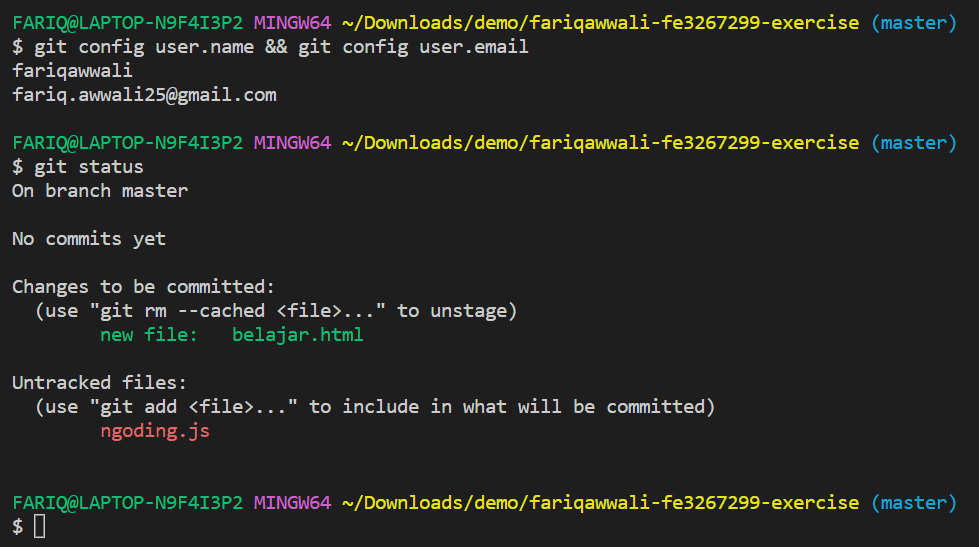 FARIQ@LAPTOP-N9F4I3P2 MINGW64 ~/Downloads/demo/fariqawwali-fe3267299-exercise (master)
$ git config user.name && git config user.email
fariqawwali
fariq.awwali25@gmail.com
FARIQ@LAPTOP-N9F4I3P2 MINGW64 ~/Downloads/demo/fariqawwali-fe3267299-exercise (master)
$ git status
On branch master
No commits yet
Changes to be committed:
  (use "git rm --cached <file>..." to unstage)
        new file:   belajar.html
Untracked files:
  (use "git add <file>..." to include in what will be committed)
        ngoding.js
FARIQ@LAPTOP-N9F4I3P2 MINGW64 ~/Downloads/demo/fariqawwali-fe3267299-exercise (master)
$